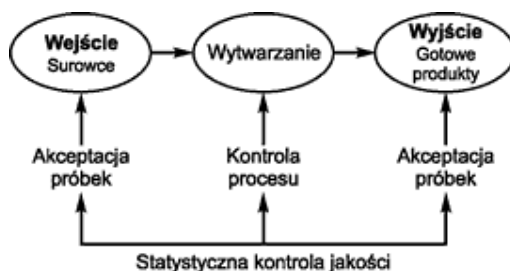 Wejście
Surowce
Wytwarzanie
Wyjście
Gotowe
produkty
Akceptacja
próbek
Kontrola
procesu
Akceptacja
próbek
Statystyczna kontrola jakości